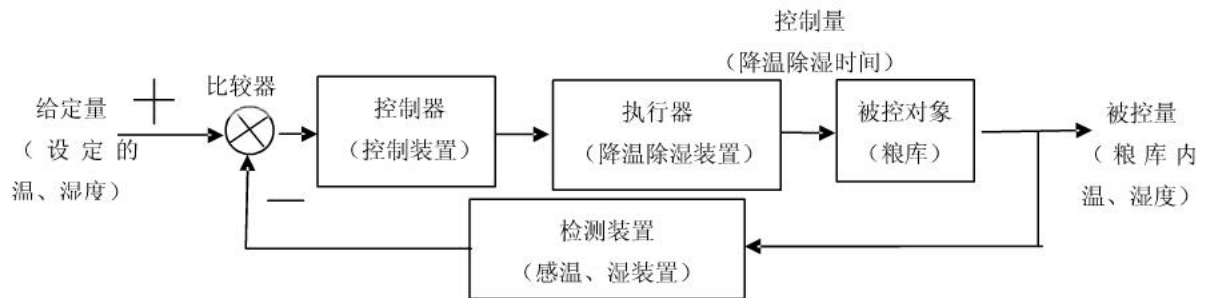 控制量
（降温除湿时间）
比较器
给定量
（设定的
温、湿度）
控制器
（控制装置）
执行器
（降温除湿装置）
被控对象
（粮库）
被控量
（粮库内
温、湿度）
检测装置
（感温、湿装置）